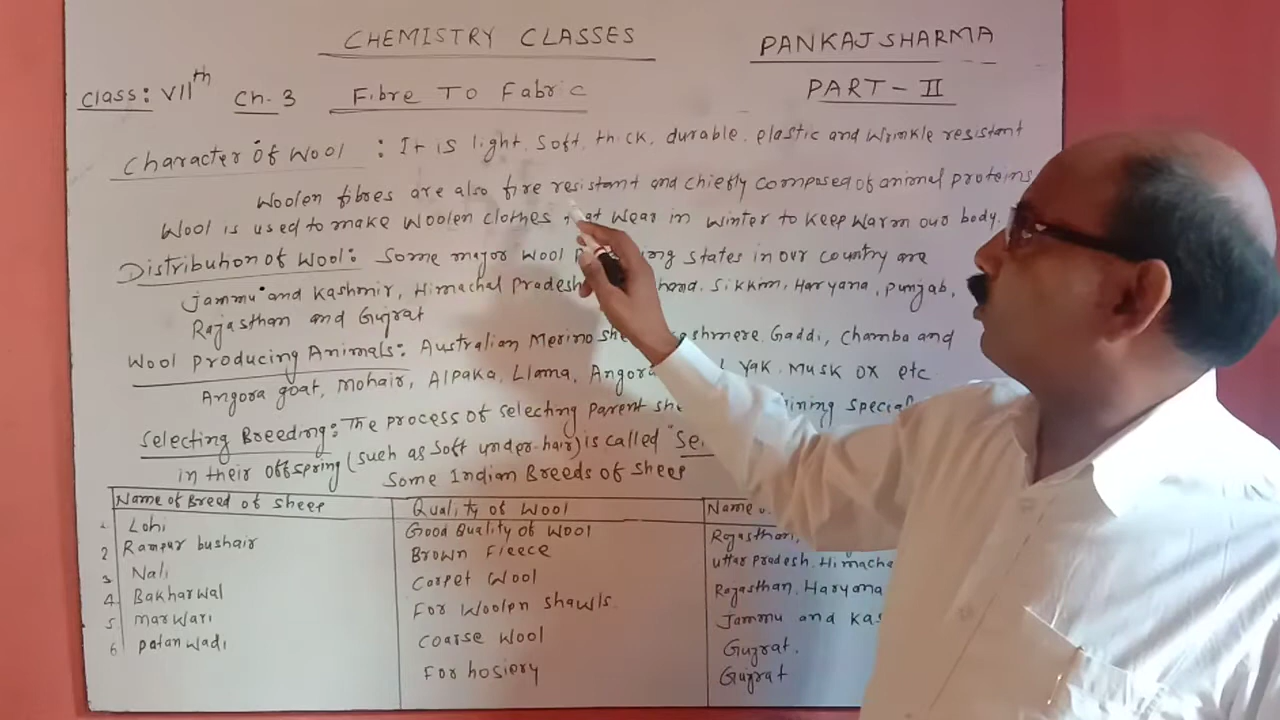 CHEMISTRY CLASSES
PANKAJ SHARMA
Class: VIIth Ch. 3 Fibre To Fabric
PART - II
Character of Wool : It is light, Soft, thick, durable, elastic and wrinkle resistant
Woolen fibres are also fire resistant and chiefly composed of animal proteins
Wool is used to make woolen clothes wear in winter to keep warm our body.
Distribution of Wool: Some major wool states in our country are
Jammu and Kashmir, Himachal Pradesh Sikkim, Haryana, Punjab,
Rajasthan and Gujrat
Wool Producing Animals: Australian Merino Gaddi, Chamba and
Angora goat, Mohair, Alpaka, Llama, Angora Yak, Musk ox etc
Selecting Breeding: The process of selecting parent
in their offspring (such as soft under-hair) is called
Some Indian Breeds of sheep
Name of Breed of sheep Quality of Wool Name
1 Lohi Good Quality of Wool Rajasthan,
2 Rampur bushair Brown Fleece Uttar Pradesh, Himacha
3 Nali Carpet Wool Rajasthan, Haryana
4 Bakharwal For Woolen shawls. Jammu and Kas
5 Marwari Coarse Wool Gujrat.
6 Patanwadi For hosiery Gujrat